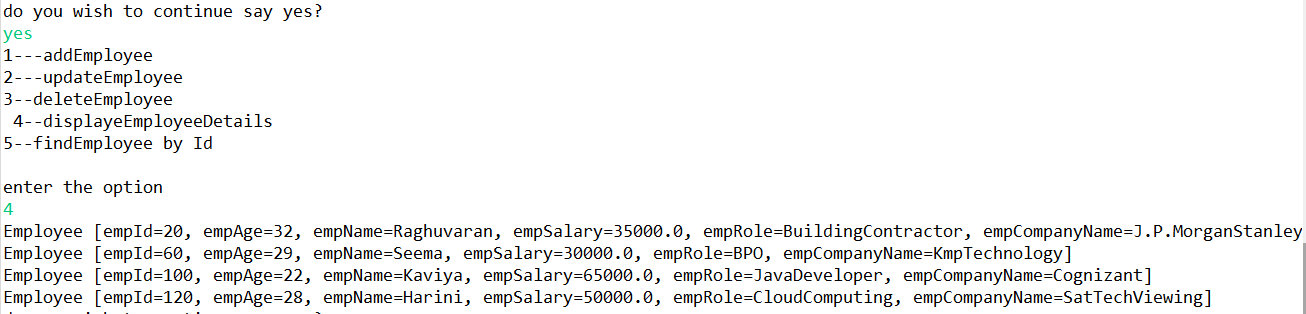 do you wish to continue say yes?
yes
1---addEmployee
2---updateEmployee
3--deleteEmployee
 4--displayeEmployeeDetails
5--findEmployee by Id
enter the option
4
Employee [empId=20, empAge=32, empName=Raghuvaran, empSalary=35000.0, empRole=BuildingContractor, empCompanyName=J.P.MorganStanley
Employee [empId=60, empAge=29, empName=Seema, empSalary=30000.0, empRole=BPO, empCompanyName=KmpTechnology]
Employee [empId=100, empAge=22, empName=Kaviya, empSalary=65000.0, empRole=JavaDeveloper, empCompanyName=Cognizant]
Employee [empId=120, empAge=28, empName=Harini, empSalary=50000.0, empRole=CloudComputing, empCompanyName=SatTechViewing]